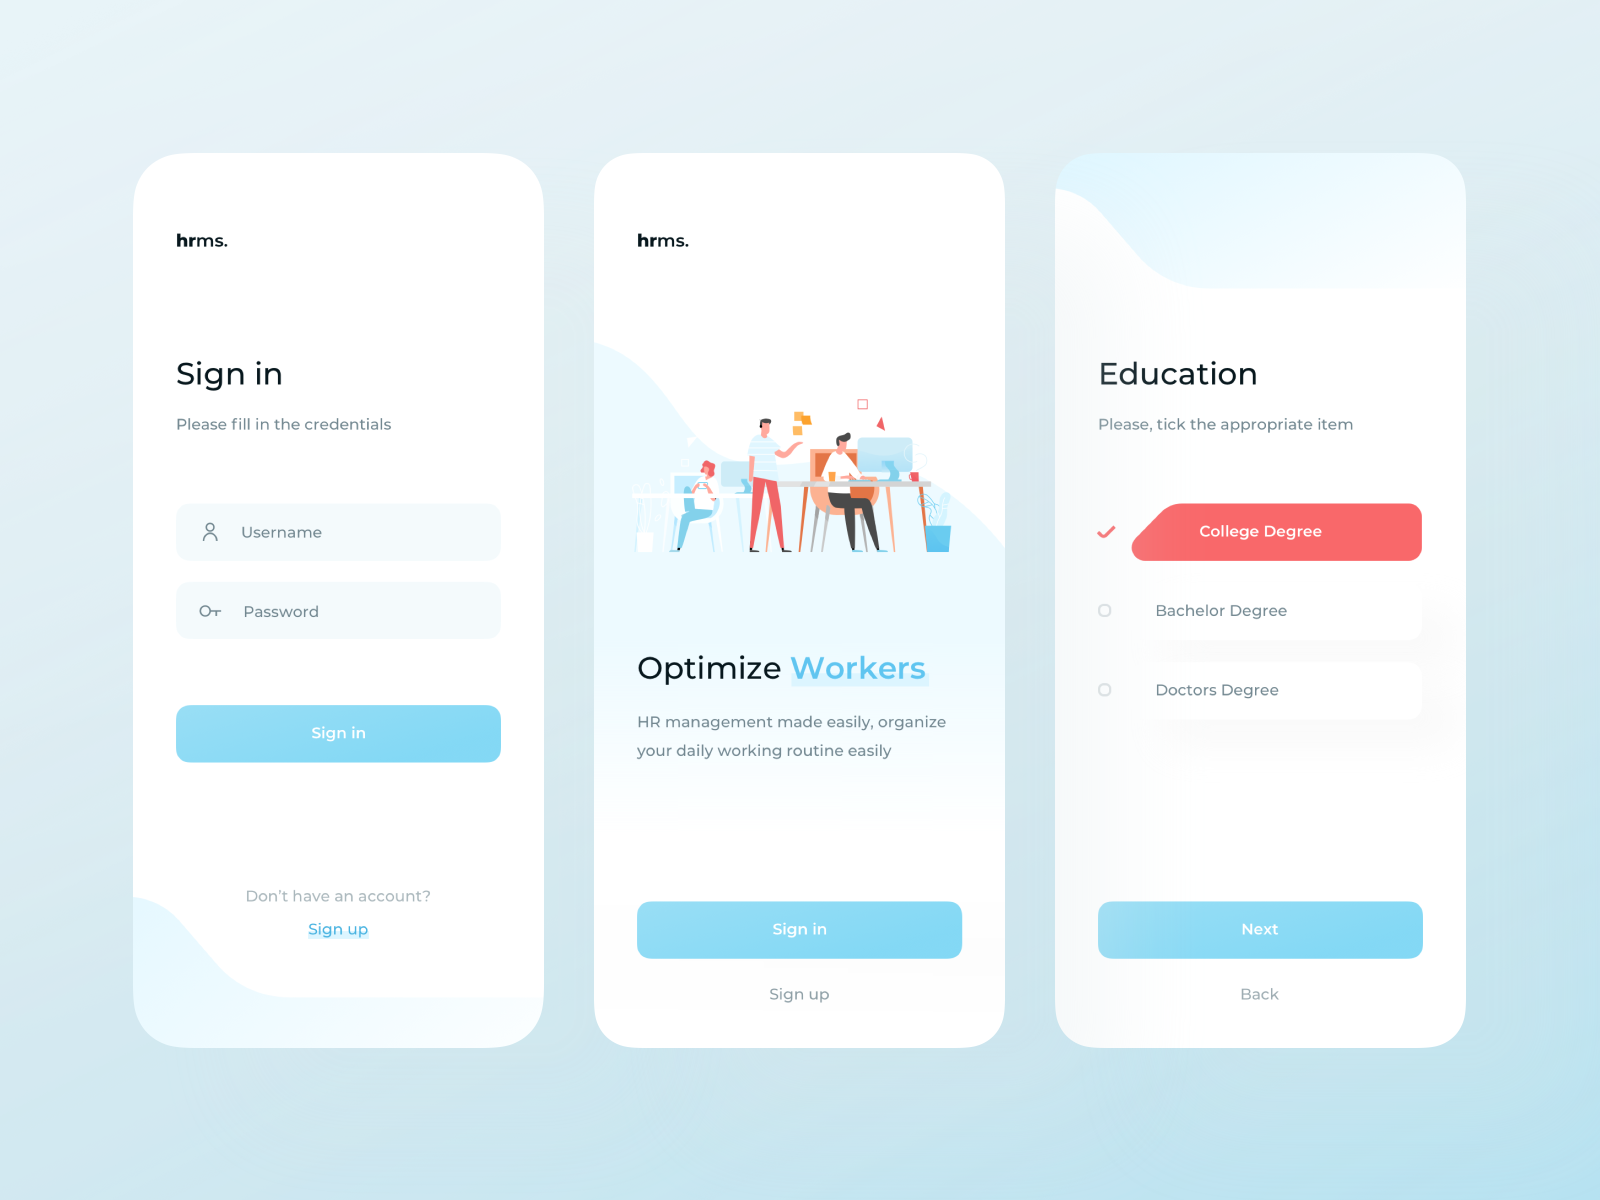 hrms.
Sign in
Please fill in the credentials
Username
Password
Sign in
Don't have an account?
Sign up
hrms.
Optimize Workers
HR management made easily, organize
your daily working routine easily
Sign in
Sign up
Education
Please, tick the appropriate item
College Degree
Bachelor Degree
Doctors Degree
Next
Back